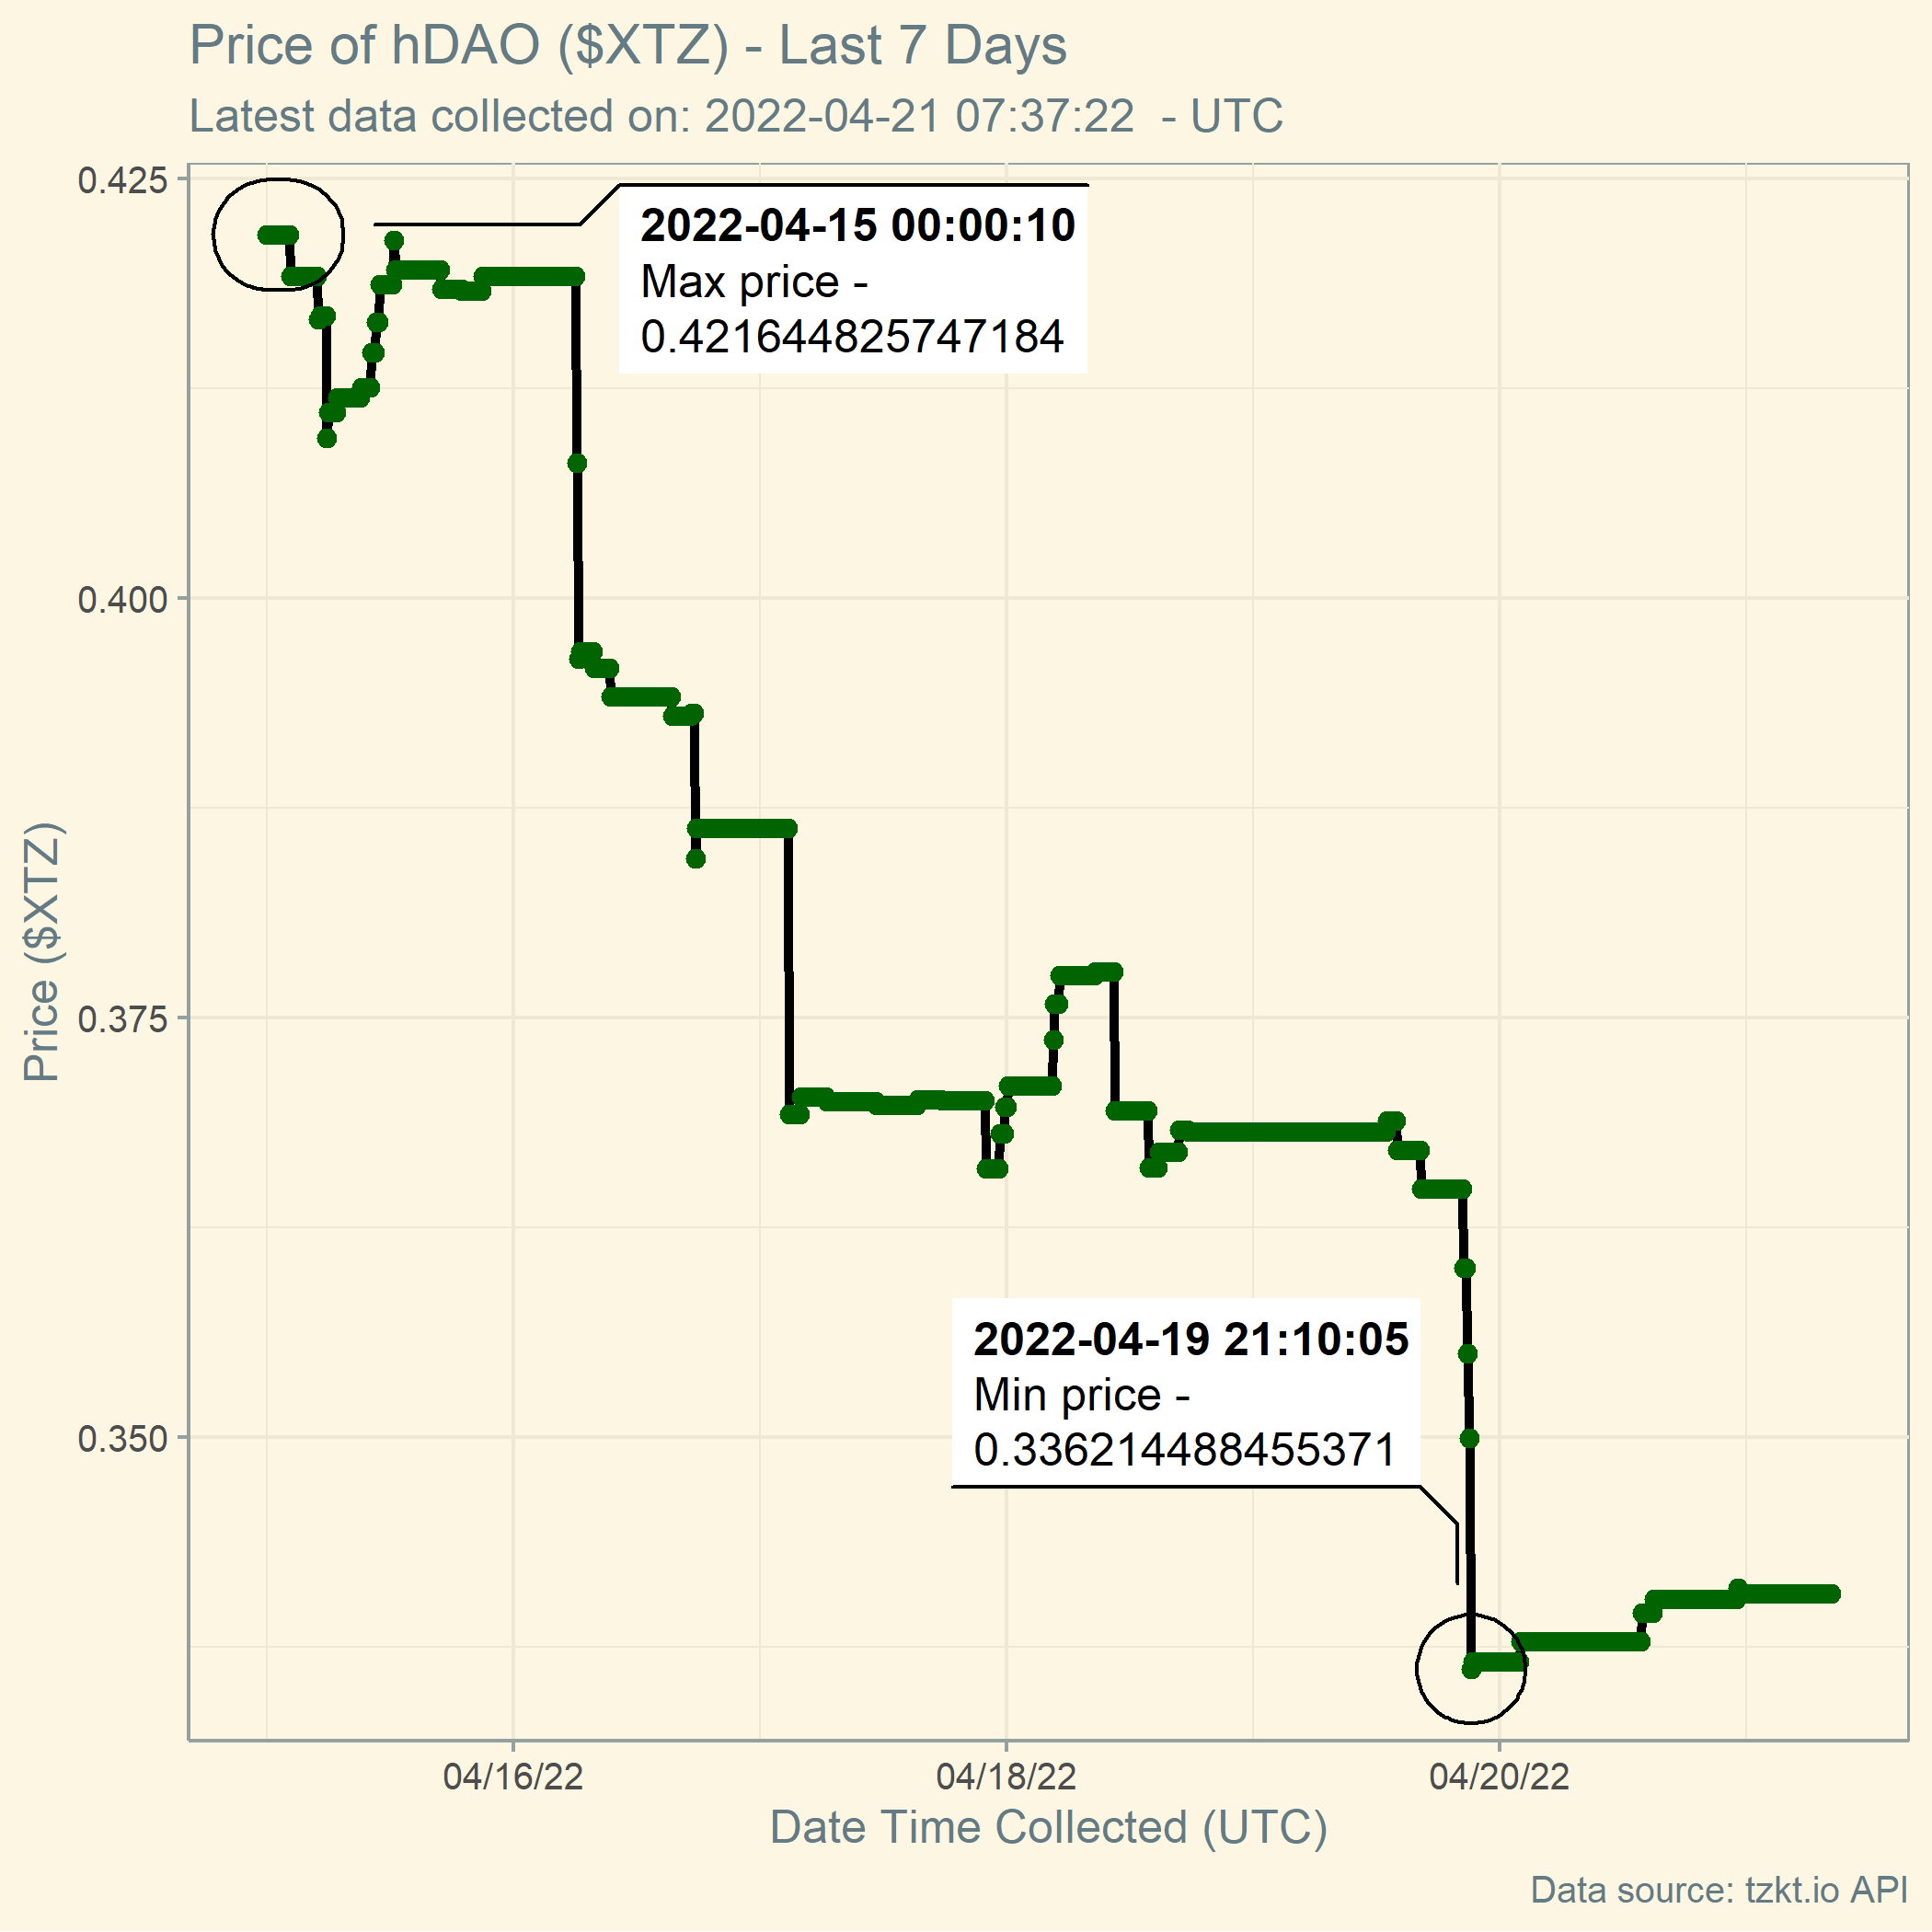 Price of hDAO ($XTZ) - Last 7 Days
Latest data collected on: 2022-04-21 07:37:22  - UTC
0.425
0.400
0.375
0.350
Price ($XTZ)
2022-04-15 00:00:10
Max price -
0.421644825747184
2022-04-19 21:10:05
Min price -
0.336214488455371
04/16/22
04/18/22
04/20/22
Date Time Collected (UTC)
Data source: tzkt.io API